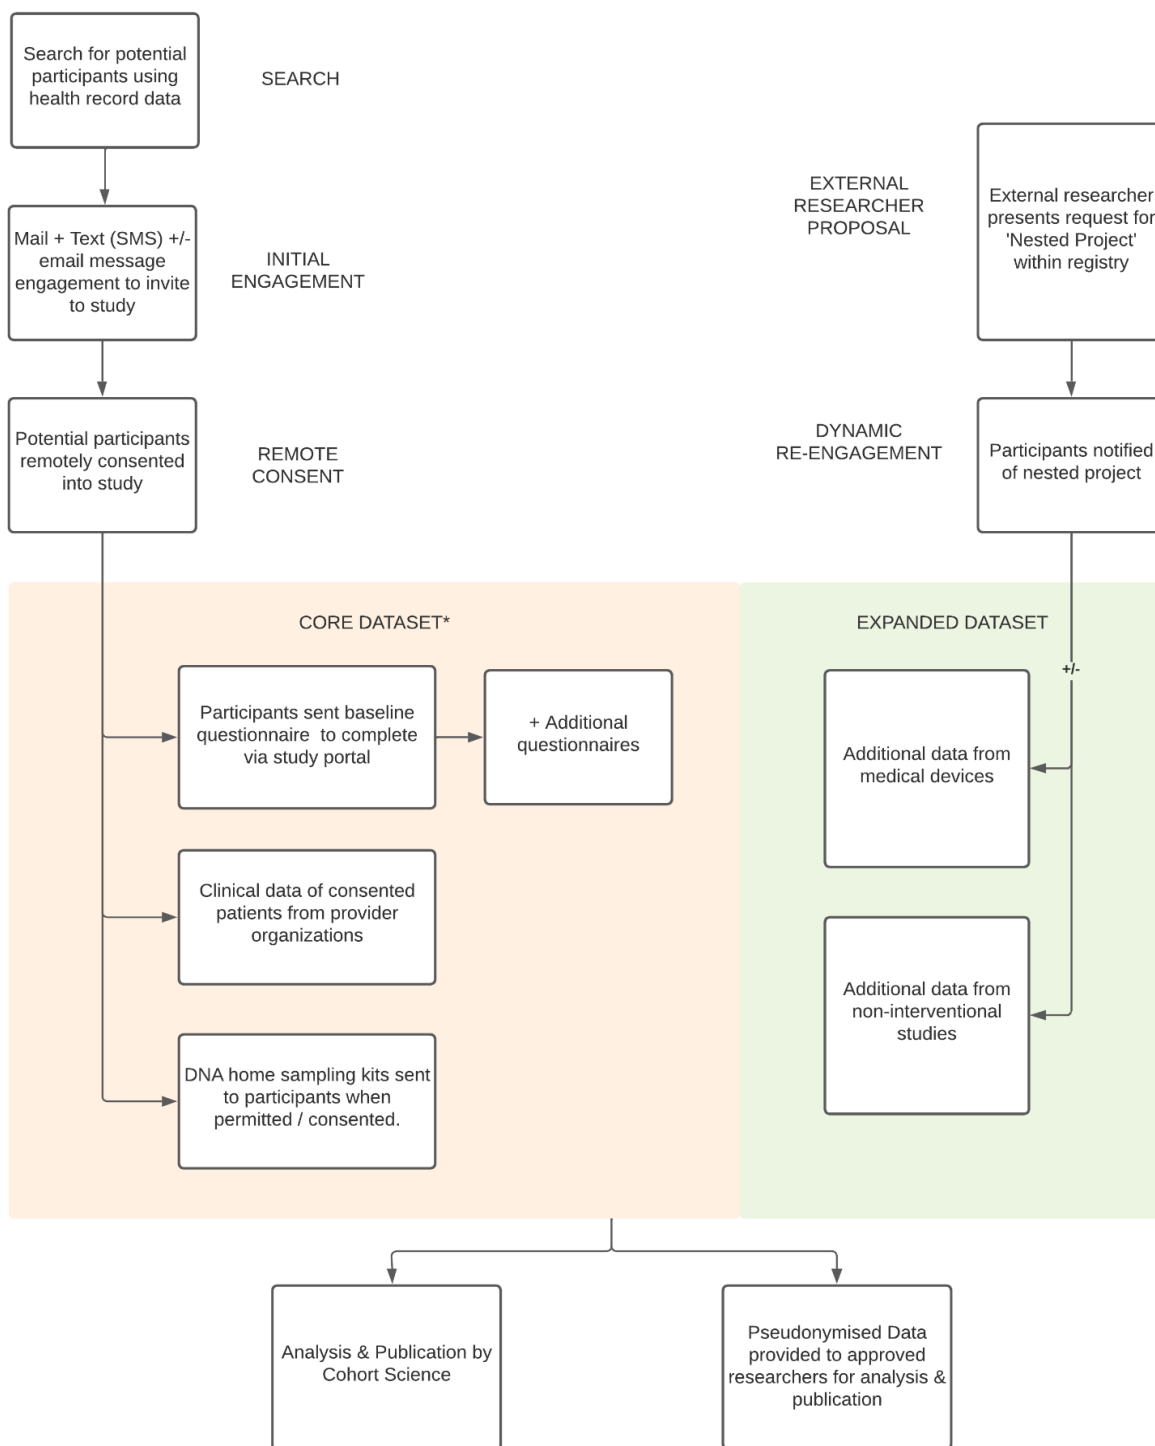 Search for potential
participants using
health record data
SEARCH
Mail + Text (SMS) +/-
email message
engagement to invite
to study
INITIAL
ENGAGEMENT
Potential participants
remotely consented
into study
REMOTE
CONSENT
EXTERNAL
RESEARCHER
PROPOSAL
External researcher
presents request for
'Nested Project'
within registry
DYNAMIC
RE-ENGAGEMENT
Participants notified
of nested project
CORE DATASET*
Participants sent baseline
questionnaire to complete
via study portal
+ Additional
questionnaires
Clinical data of consented
patients from provider
organizations
DNA home sampling kits sent
to participants when
permitted / consented.
EXPANDED DATASET
+/-
Additional data from
medical devices
Additional data from
non-interventional
studies
Analysis & Publication by
Cohort Science
Pseudonymised Data
provided to approved
researchers for analysis &
publication